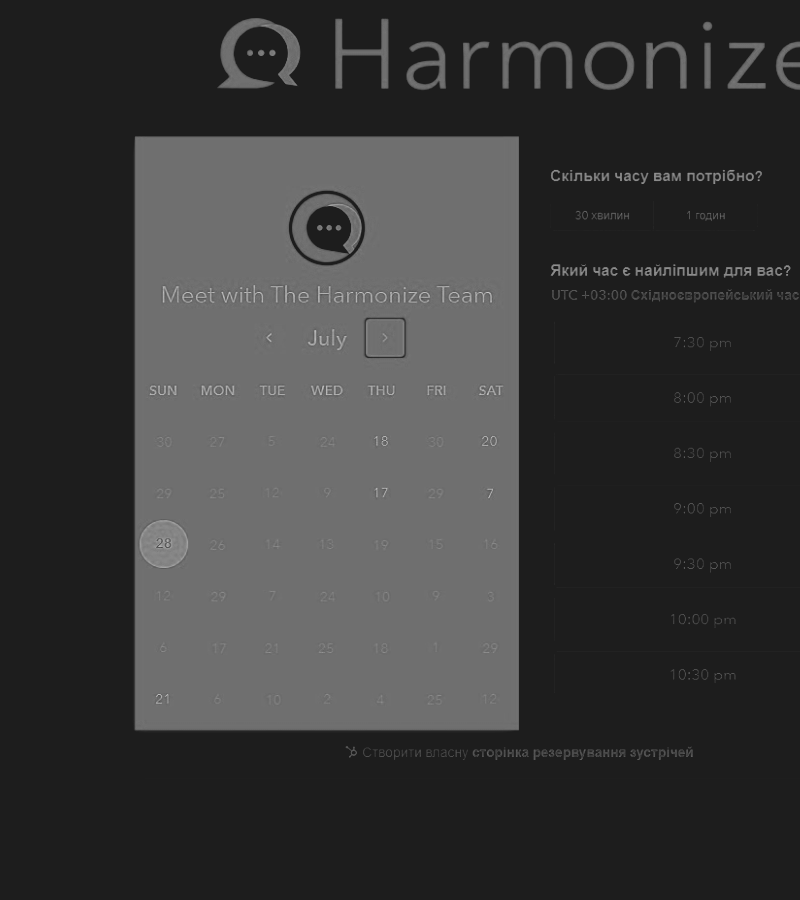 Harmonize
Meet with The Harmonize Team
July
SUN MON TUE WED THU FRI SAT
30 27 5 24 18 30 20
29 25 12 9 17 29 7
28 26 14 13 19 15 16
12 29 7 24 10 9 3
6 17 21 25 18 1 29
21 6 10 2 4 25 12
Скільки часу вам потрібно?
30 хвилин 1 годин
Який час є найліпшим для вас?
UTC +03:00 Східноєвропейський час
7:30 pm
8:00 pm
8:30 pm
9:00 pm
9:30 pm
10:00 pm
10:30 pm
Створити власну сторінка резервування зустрічей